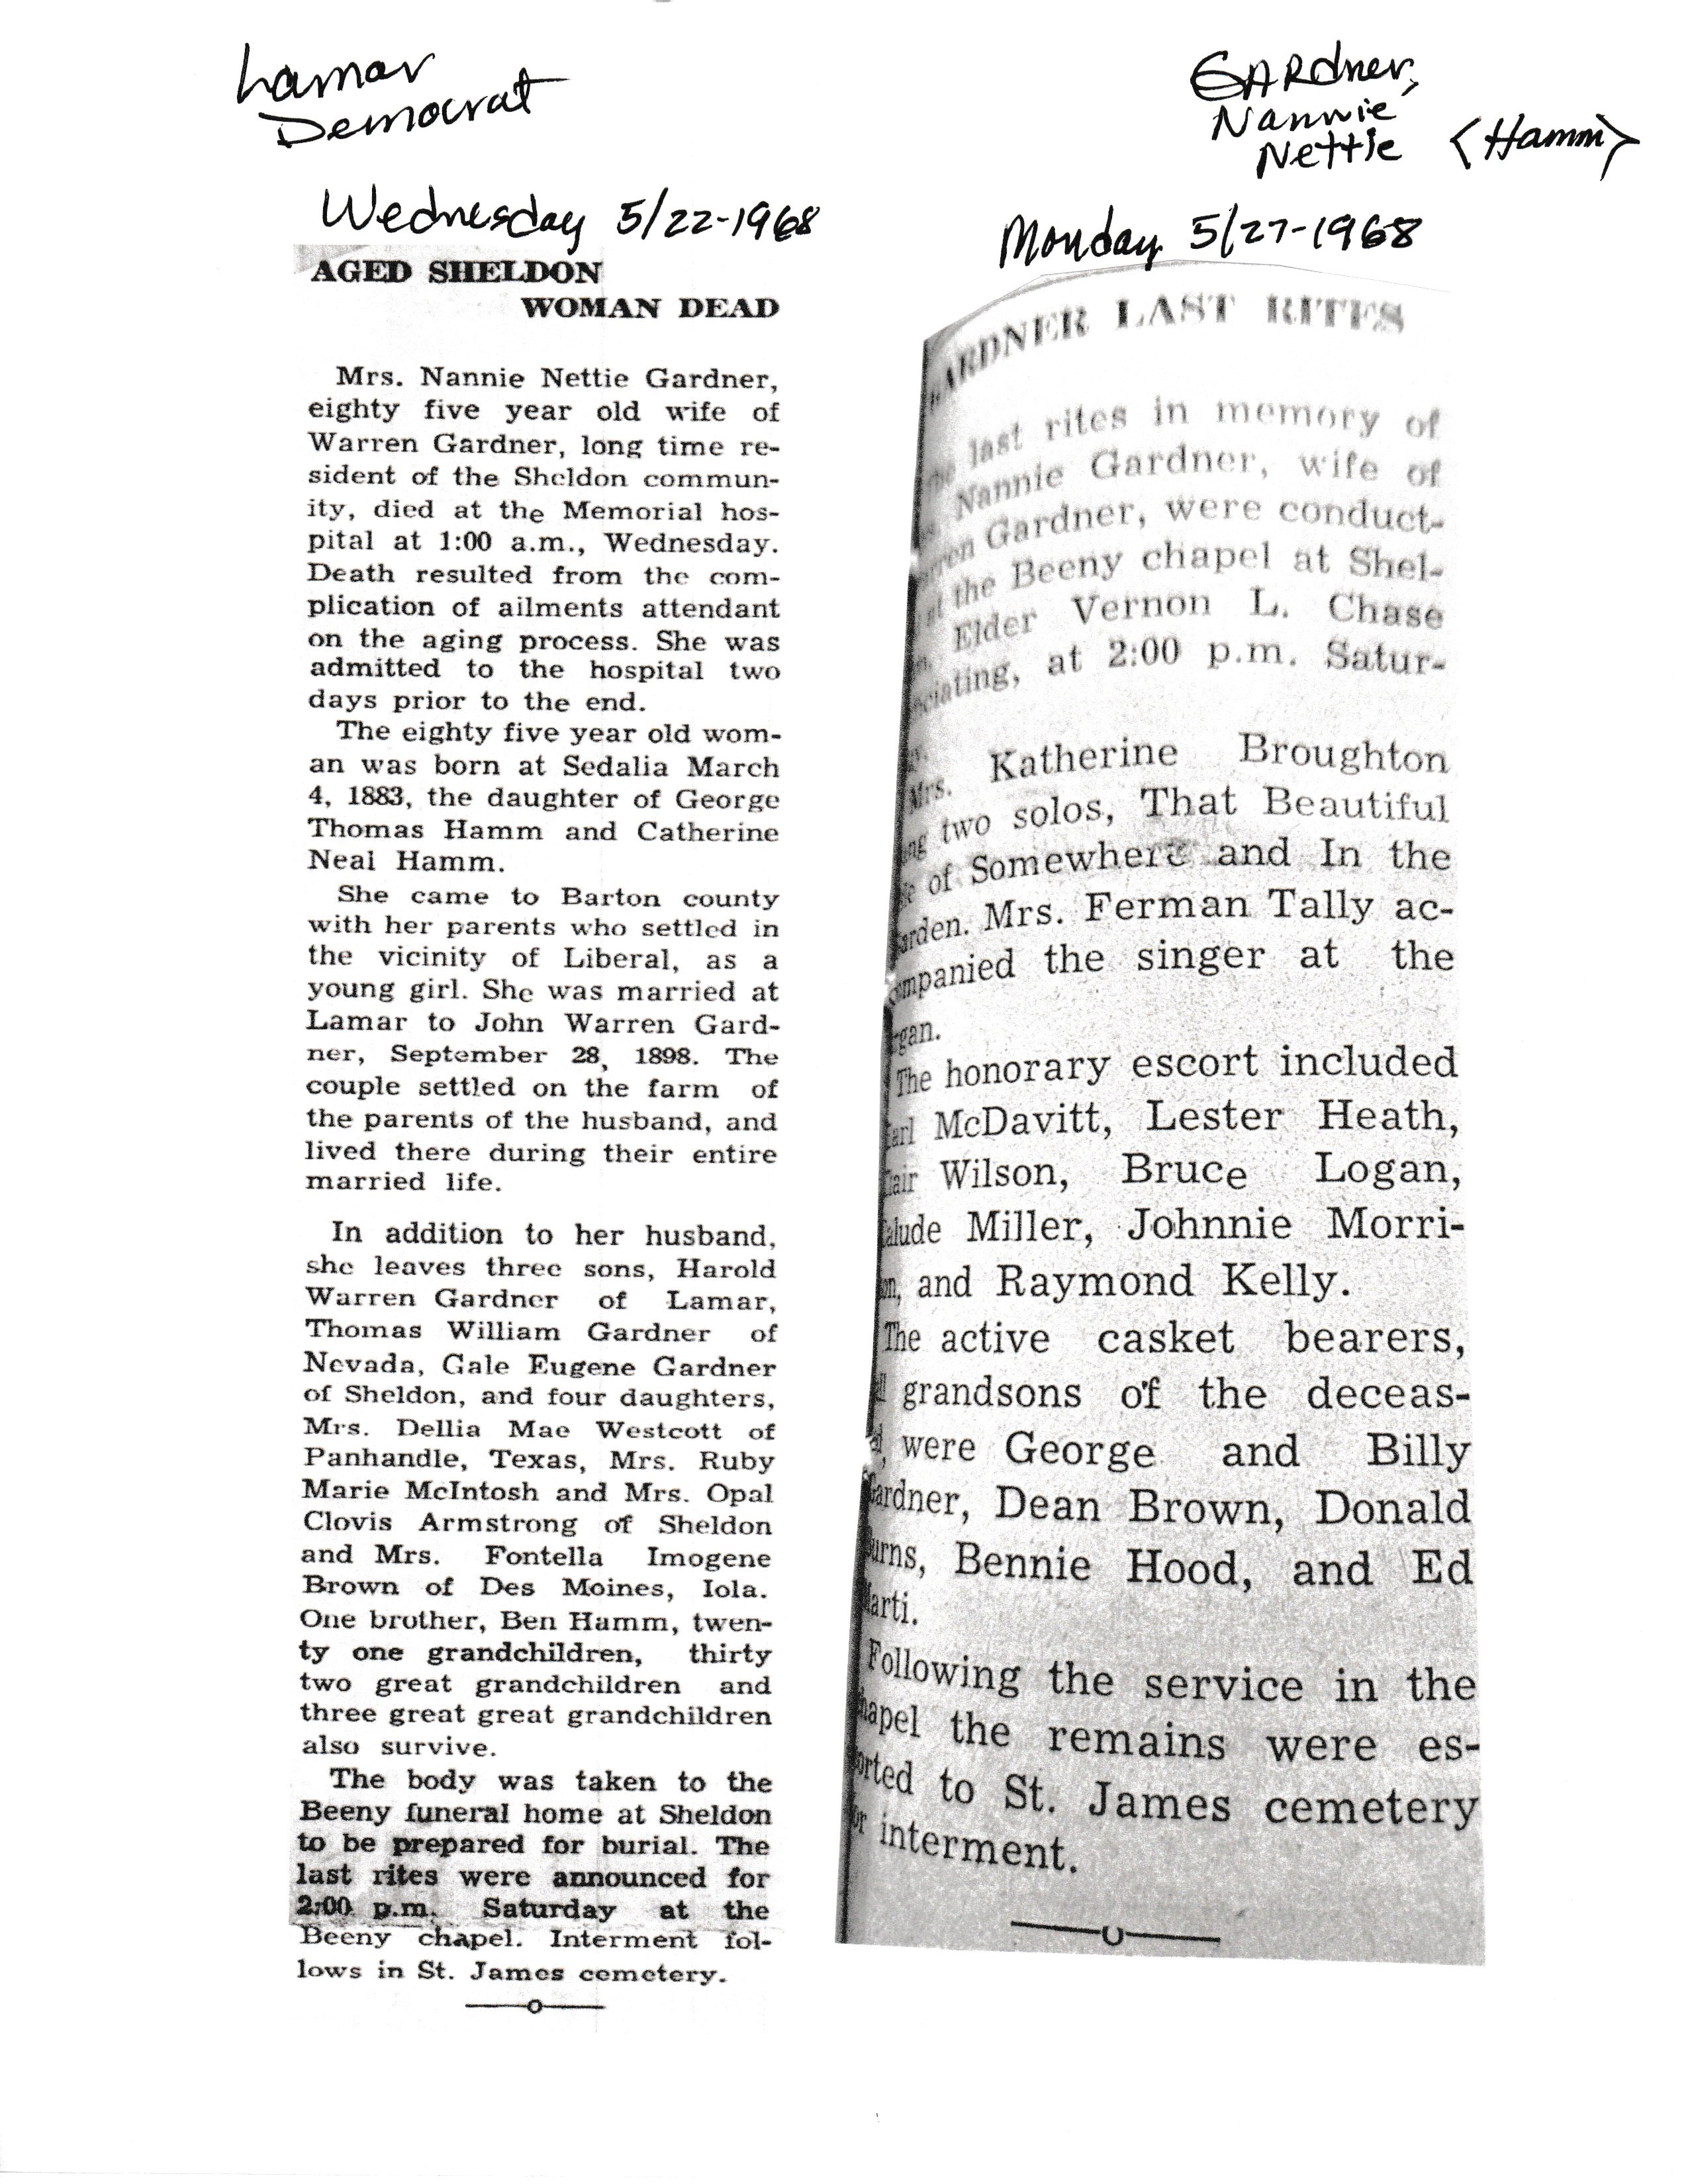 Lamar
Democrat
Wednesday 5/22-1968
AGED SHELDON
WOMAN DEAD
Mrs. Nannie Nettie Gardner,
eighty five year old wife of
Warren Gardner, long time re-
sident of the Sheldon commun-
ity, died at the Memorial hos-
pital at 1:00 a.m., Wednesday.
Death resulted from the com-
plication of ailments attendant
on the aging process. She was
admitted to the hospital two
days prior to the end.
The eighty five year old wom-
an was born at Sedalia March
4, 1883, the daughter of George
Thomas Hamm and Catherine
Neal Hamm.
She came to Barton county
with her parents who settled in
the vicinity of Liberal, as a
young girl. She was married at
Lamar to John Warren Gard-
ner, September 28, 1898. The
couple settled on the farm of
the parents of the husband, and
lived there during their entire
married life.
In addition to her husband,
she leaves three sons, Harold
Warren Gardner of Lamar,
Thomas William Gardner of
Nevada, Gale Eugene Gardner
of Sheldon, and four daughters,
Mrs. Dellia Mae Westcott of
Panhandle, Texas, Mrs. Ruby
Marie McIntosh and Mrs. Opal
Clovis Armstrong of Sheldon
and Mrs. Fontella Imogene
Brown of Des Moines, Iola.
One brother, Ben Hamm, twen-
ty one grandchildren, thirty
two great grandchildren and
three great great grandchildren
also survive.
The body was taken to the
Beeny funeral home at Sheldon
to be prepared for burial. The
last rites were announced for
2:00 p.m. Saturday at the
Beeny chapel. Interment fol-
lows in St. James cemetery.
GARdner,
Nannie
Nettie <Hamm>
Monday 5/27-1968
ARDNER LAST RITES
last rites in memory of
Nannie Gardner, wife of
rren Gardner, were conduct-
at the Beeny chapel at Shel-
Elder Vernon L. Chase
ciating, at 2:00 p.m. Satur-
Mrs. Katherine Broughton
ng two solos, That Beautiful
of Somewhere and In the
arden. Mrs. Ferman Tally ac-
ompanied the singer at the
rgan.
The honorary escort included
arl McDavitt, Lester Heath,
lair Wilson, Bruce Logan,
Calude Miller, Johnnie Morri-
on, and Raymond Kelly.
The active casket bearers,
all grandsons of the deceas-
ed, were George and Billy
Gardner, Dean Brown, Donald
Burns, Bennie Hood, and Ed
Marti.
Following the service in the
hapel the remains were es-
orted to St. James cemetery
or interment.